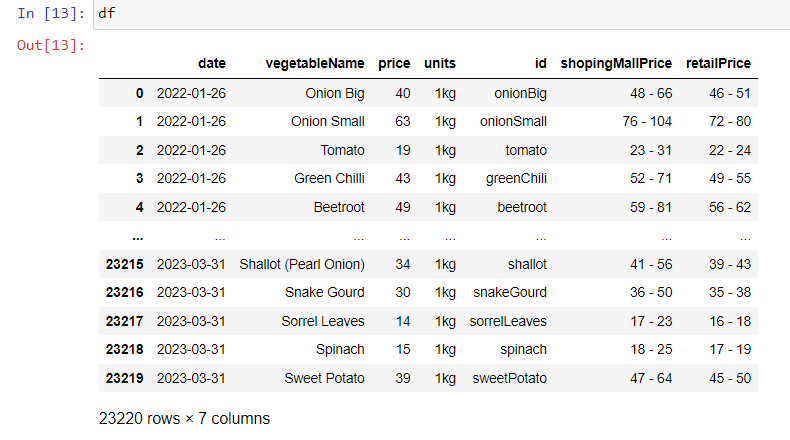 In [13]: df
Out[13]:
date vegetableName price units id shopingMallPrice retailPrice
0 2022-01-26 Onion Big 40 1kg onionBig 48 - 66 46 - 51
1 2022-01-26 Onion Small 63 1kg onionSmall 76 - 104 72 - 80
2 2022-01-26 Tomato 19 1kg tomato 23 - 31 22 - 24
3 2022-01-26 Green Chilli 43 1kg greenChili 52 - 71 49 - 55
4 2022-01-26 Beetroot 49 1kg beetroot 59 - 81 56 - 62
... ... ... ... ... ... ... ...
23215 2023-03-31 Shallot (Pearl Onion) 34 1kg shallot 41 - 56 39 - 43
23216 2023-03-31 Snake Gourd 30 1kg snakeGourd 36 - 50 35 - 38
23217 2023-03-31 Sorrel Leaves 14 1kg sorrelLeaves 17 - 23 16 - 18
23218 2023-03-31 Spinach 15 1kg spinach 18 - 25 17 - 19
23219 2023-03-31 Sweet Potato 39 1kg sweetPotato 47 - 64 45 - 50
23220 rows × 7 columns